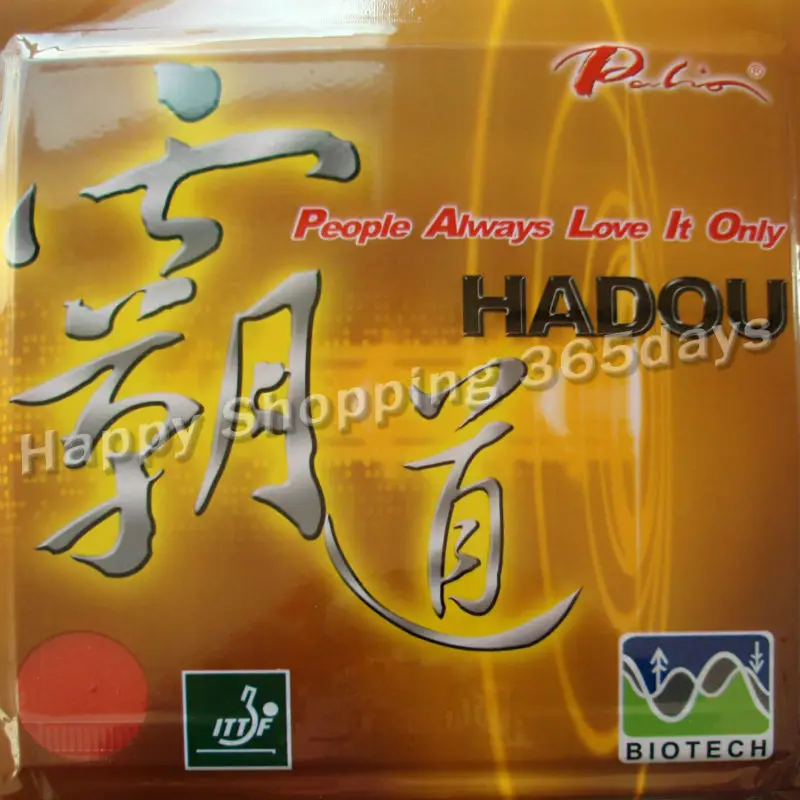 Palio®
People Always Love It Only
HADOU
霸道
Happy Shopping 365days
ITTF
BIOTECH